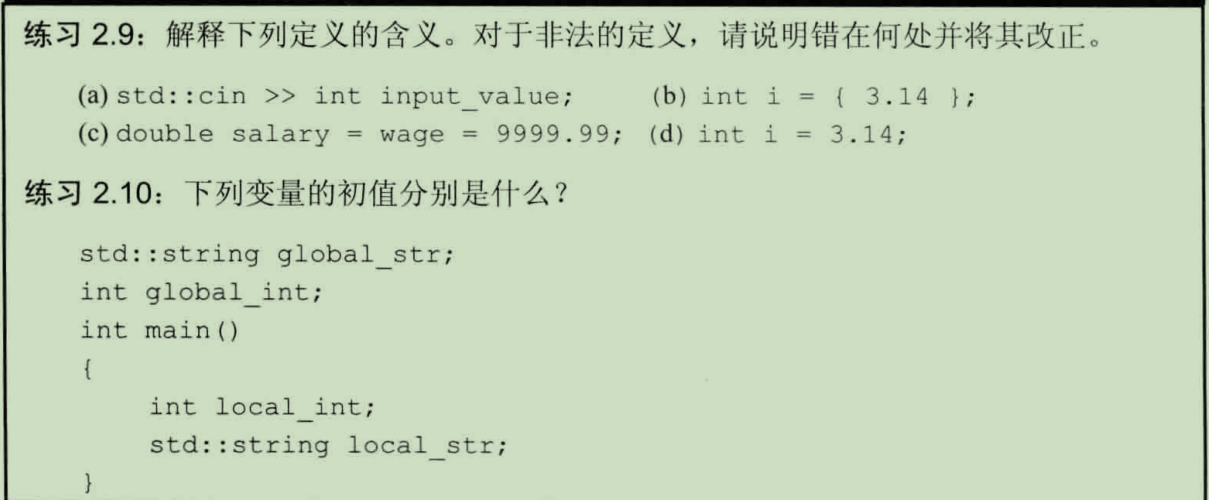 练习 2.9：解释下列定义的含义。对于非法的定义，请说明错在何处并将其改正。
(a) std::cin >> int input_value; (b) int i = { 3.14 };
(c) double salary = wage = 9999.99; (d) int i = 3.14;
练习 2.10：下列变量的初值分别是什么？
std::string global_str;
int global_int;
int main()
{
int local_int;
std::string local_str;
}